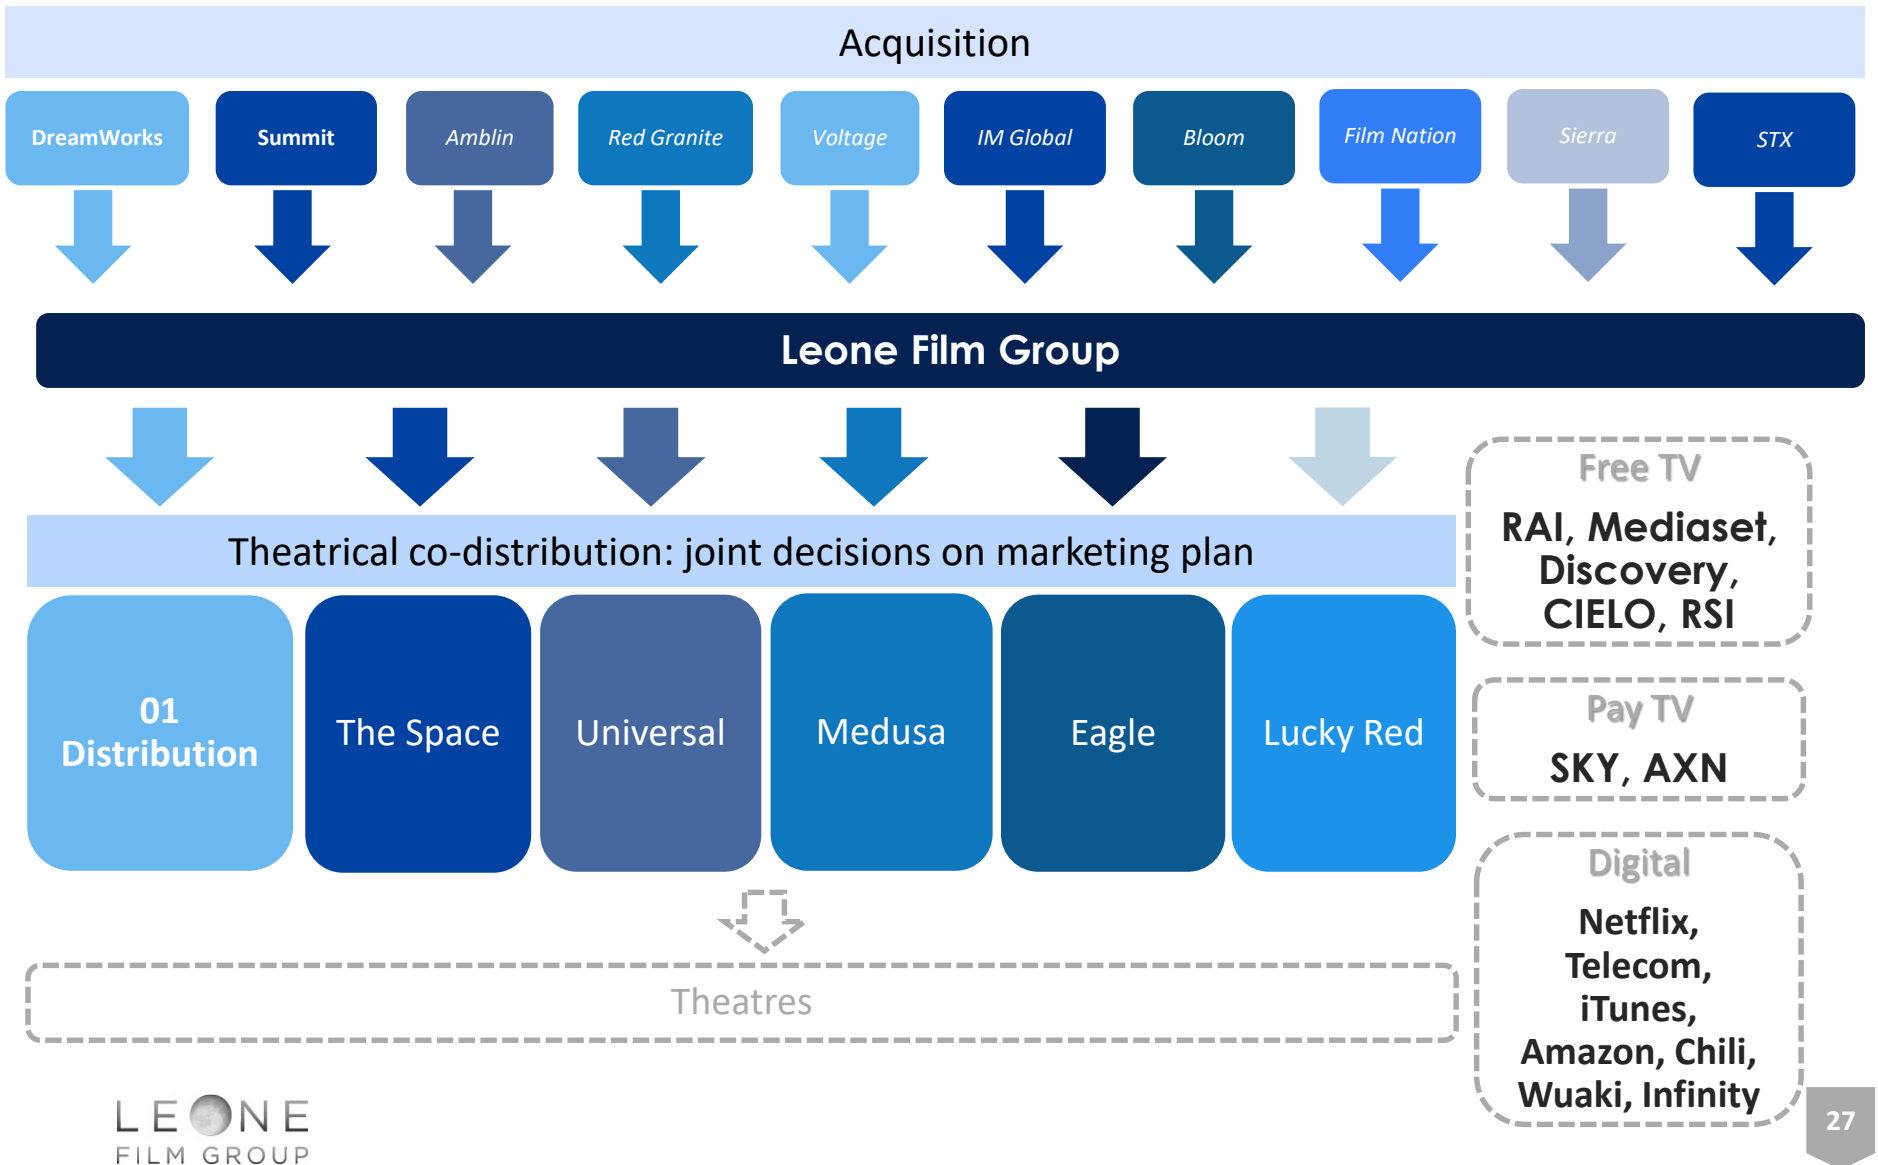 Acquisition
DreamWorks
Summit
Amblin
Red Granite
Voltage
IM Global
Bloom
Film Nation
Sierra
STX
Leone Film Group
Theatrical co-distribution: joint decisions on marketing plan
01
Distribution
The Space
Universal
Medusa
Eagle
Lucky Red
Theatres
Free TV
RAI, Mediaset,
Discovery,
CIELO, RSI
Pay TV
SKY, AXN
Digital
Netflix,
Telecom,
iTunes,
Amazon, Chili,
Wuaki, Infinity
LEONE
FILM GROUP
27